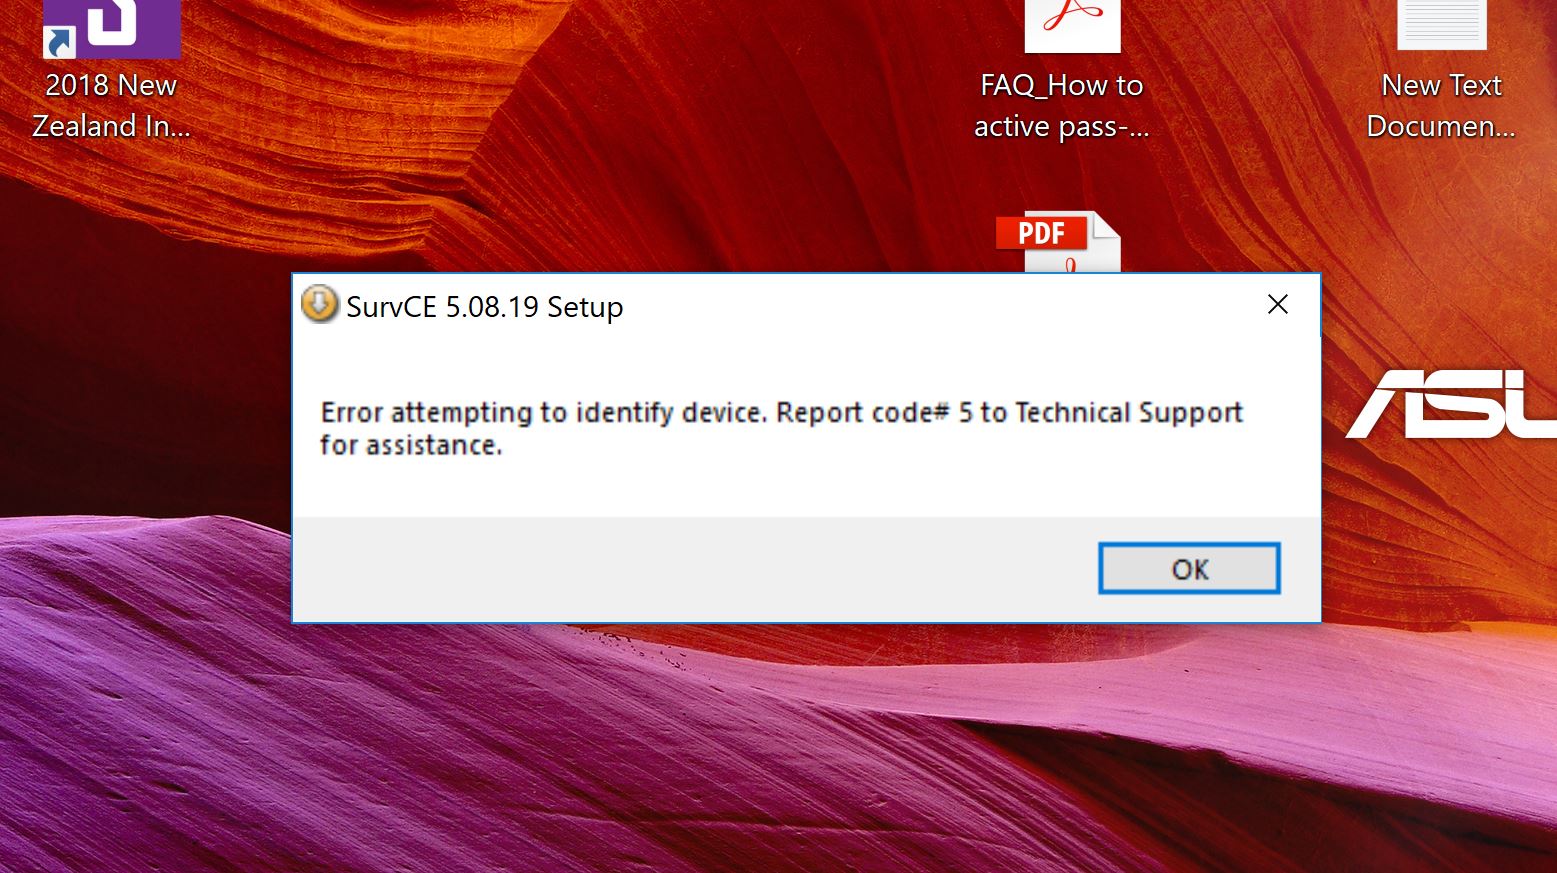 2018 New
Zealand In...
FAQ_How to
active pass-...
New Text
Documen...
PDF
SurvCE 5.08.19 Setup
Error attempting to identify device. Report code# 5 to Technical Support
for assistance.
OK